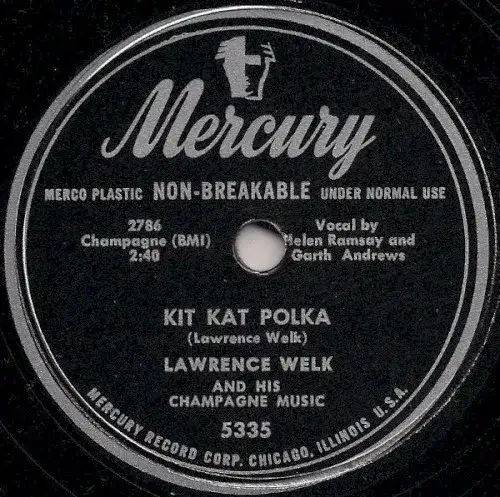 Mercury
MERCO PLASTIC NON-BREAKABLE UNDER NORMAL USE
2786
Champagne (BMI)
2:40
Vocal by
Helen Ramsay and
Garth Andrews
KIT KAT POLKA
(Lawrence Welk)
LAWRENCE WELK
AND HIS
CHAMPAGNE MUSIC
5335
MERCURY RECORD CORP. CHICAGO, ILLINOIS U.S.A.